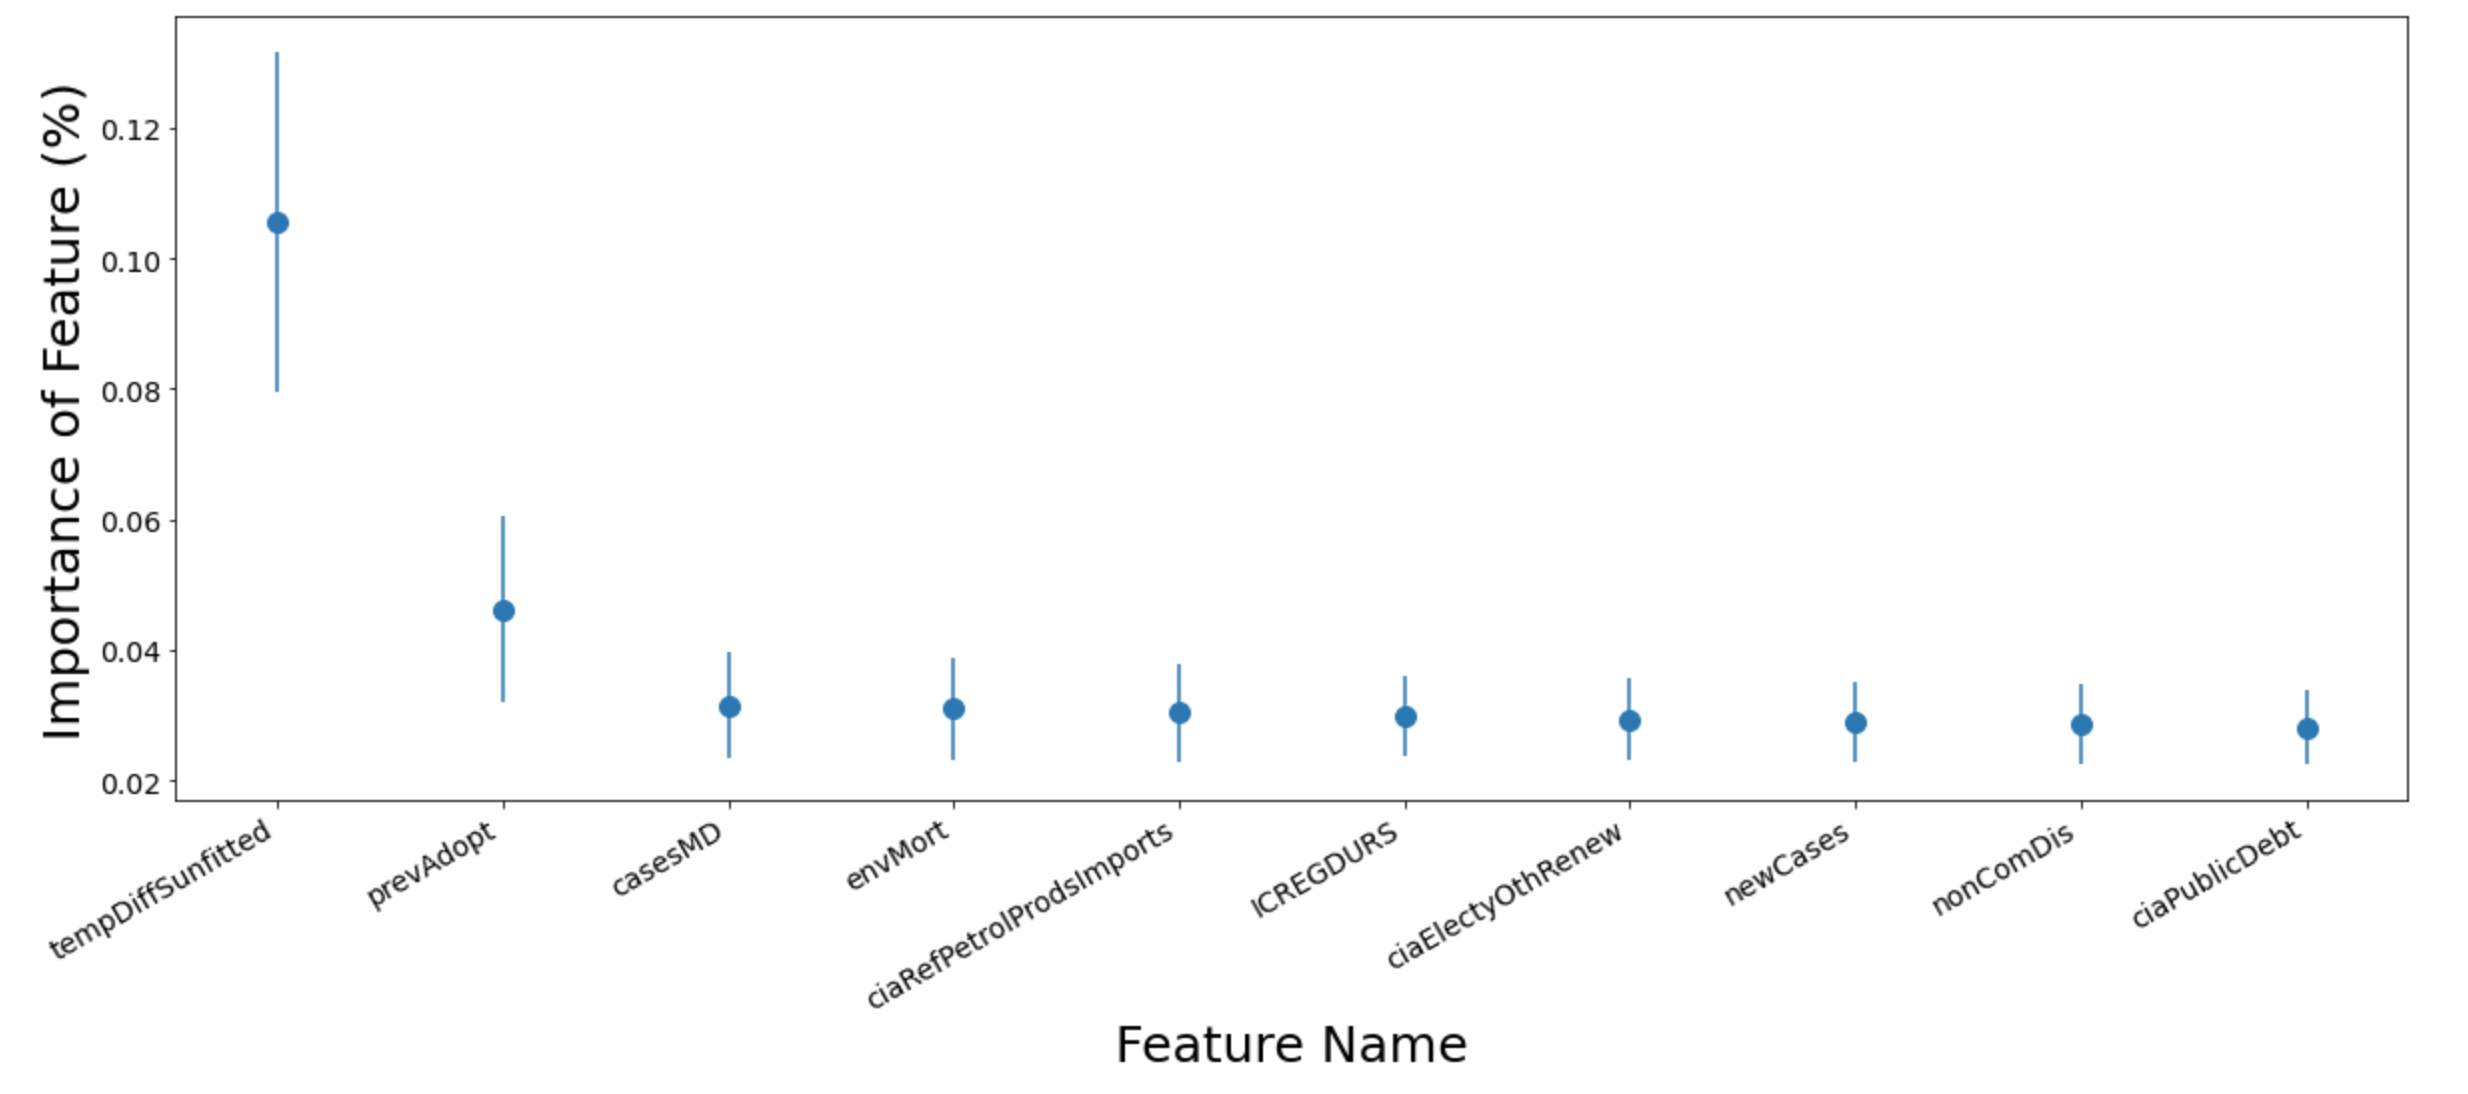 Importance of Feature (%)
0.12
0.10
0.08
0.06
0.04
0.02
tempDiffSunfitted
prevAdopt
casesMD
envMort
ciaRefPetrolProdsImports
ICREGDURS
ciaElectyOthRenew
newCases
nonComDis
ciaPublicDebt
Feature Name